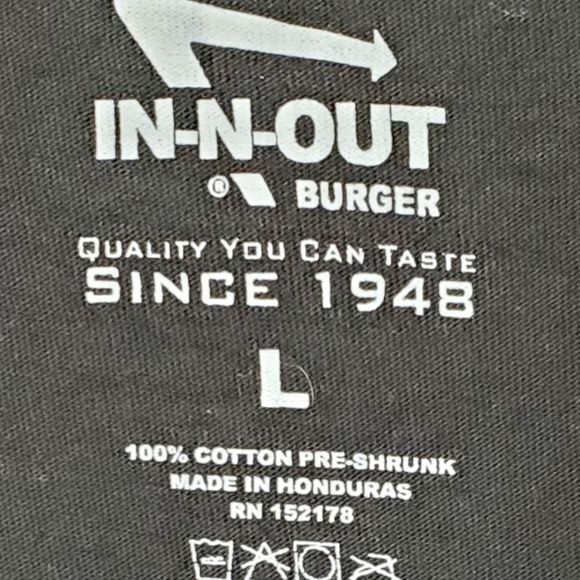 IN-N-OUT
® BURGER
QUALITY YOU CAN TASTE
SINCE 1948
L
100% COTTON PRE-SHRUNK
MADE IN HONDURAS
RN 152178